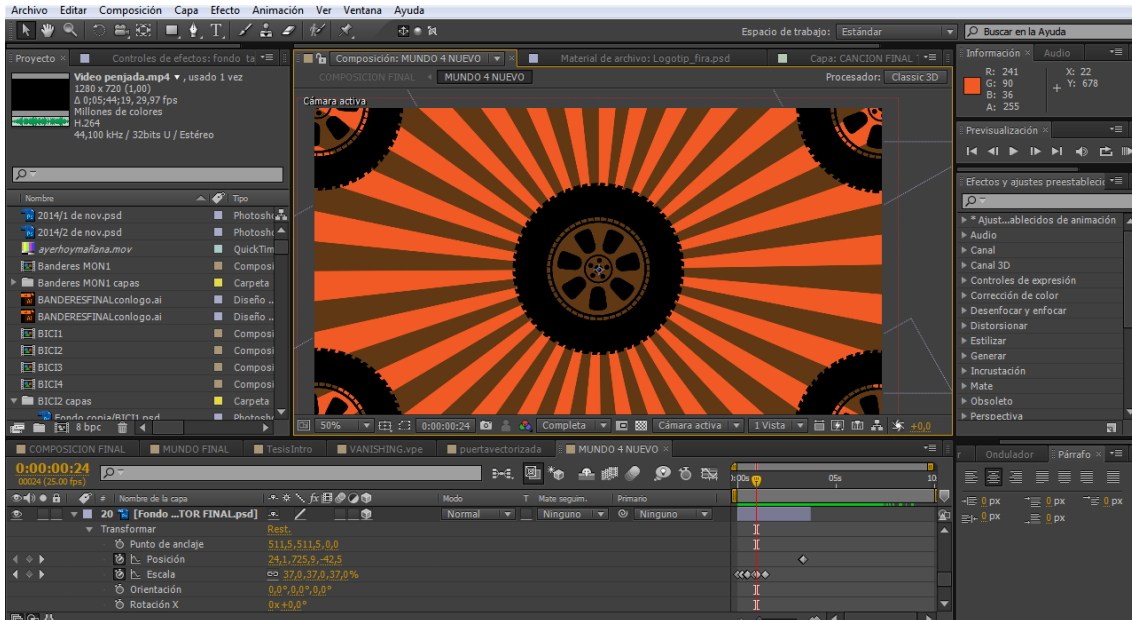 Archivo Editar Composición Capa Efecto Animación Ver Ventana Ayuda
Espacio de trabajo: Estándar
Buscar en la Ayuda
Proyecto × Controles de efectos: fondo ta
Video penjada.mp4 ▾ , usado 1 vez
1280 x 720 (1,00)
Δ 0;05;44;19, 29,97 fps
Millones de colores
H.264
44,100 kHz / 32bits U / Estéreo
Nombre Tipo
2014/1 de nov.psd Photosh
2014/2 de nov.psd Photosh
ayerhoymañana.mov QuickTim
Banderes MON1 Composi
Banderes MON1 capas Carpeta
BANDERESFINALconlogo.ai Diseño ..
BANDERESFINALconlogo.ai Diseño ..
BICI1 Composi
BICI2 Composi
BICI3 Composi
BICI4 Composi
BICI2 capas Carpeta
Fondo copia/BICI1.psd Photosh
8 bpc
Composición: MUNDO 4 NUEVO Material de archivo: Logotip_fira.psd Capa: CANCION FINAL
COMPOSICION FINAL MUNDO 4 NUEVO Procesador: Classic 3D
Cámara activa
50% 0:00:00:24 Completa Cámara activa 1 Vista +0,0
Información × Audio
R: 241 X: 22
G: 90 Y: 678
B: 36
A: 255
Previsualización ×
Efectos y ajustes preestableci
* Ajust...ablecidos de animación
Audio
Canal
Canal 3D
Controles de expresión
Corrección de color
Desenfocar y enfocar
Distorsionar
Estilizar
Generar
Incrustación
Mate
Obsoleto
Perspectiva
COMPOSICION FINAL MUNDO FINAL TesisIntro VANISHING.vpe puertavectorizada MUNDO 4 NUEVO ×
0:00:00:24
00024 (25.00 fps)
):00s 05s 10
# Nombre de la capa Modo T Mate seguim. Primario
20 [Fondo ...TOR FINAL.psd] Normal Ninguno Ninguno
Transformar Rest.
Punto de anclaje 511,5,511,5,0,0
Posición 24,1,725,9,-42,5
Escala 37,0,37,0,37,0%
Orientación 0,0°,0,0°,0,0°
Rotación X 0x+0,0°
r Ondulador Párrafo ×
0 px 0 px 0 px
0 px 0 px